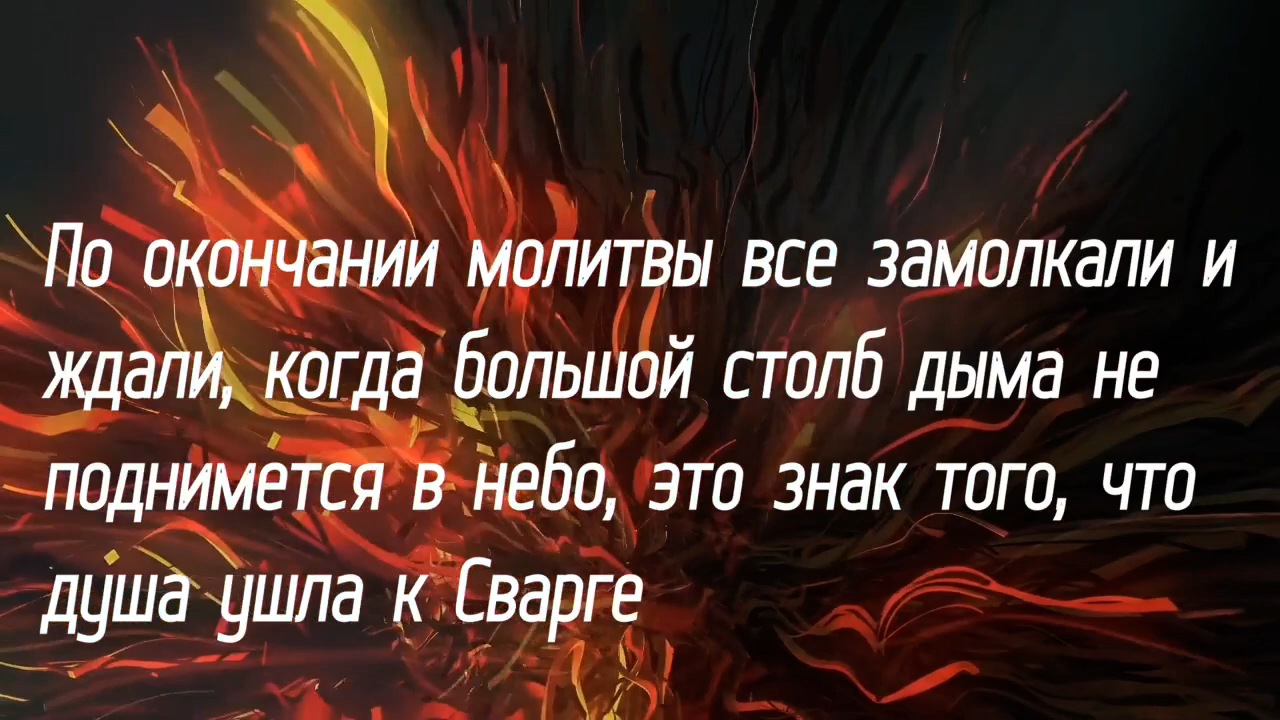 По окончании молитвы все замолкали и
ждали, когда большой столб дыма не
поднимется в небо, это знак того, что
душа ушла к Сварге